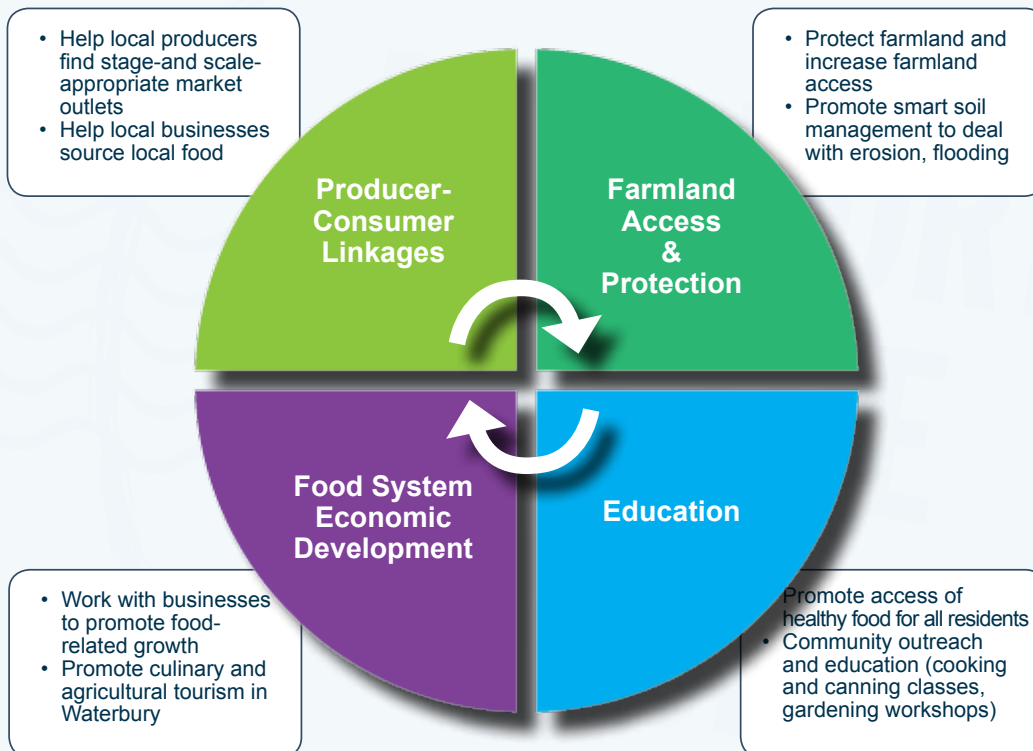 • Help local producers
find stage-and scale-
appropriate market
outlets
• Help local businesses
source local food
• Protect farmland and
increase farmland
access
• Promote smart soil
management to deal
with erosion, flooding
Producer-
Consumer
Linkages
Farmland
Access
&
Protection
Food System
Economic
Development
Education
• Work with businesses
to promote food-
related growth
• Promote culinary and
agricultural tourism in
Waterbury
Promote access of
healthy food for all residents
• Community outreach
and education (cooking
and canning classes,
gardening workshops)